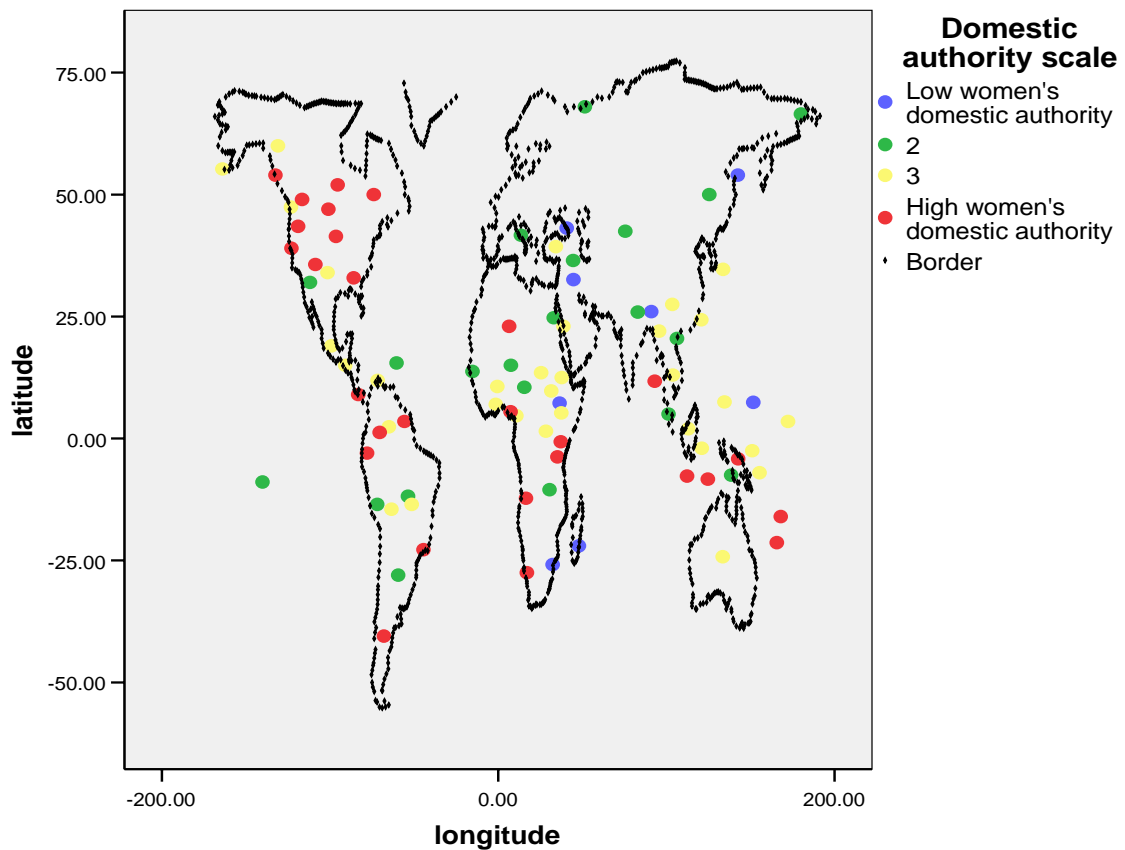 Domestic
authority scale
Low women's
domestic authority
2
3
High women's
domestic authority
Border
75.00
50.00
25.00
0.00
-25.00
-50.00
latitude
-200.00
0.00
200.00
longitude